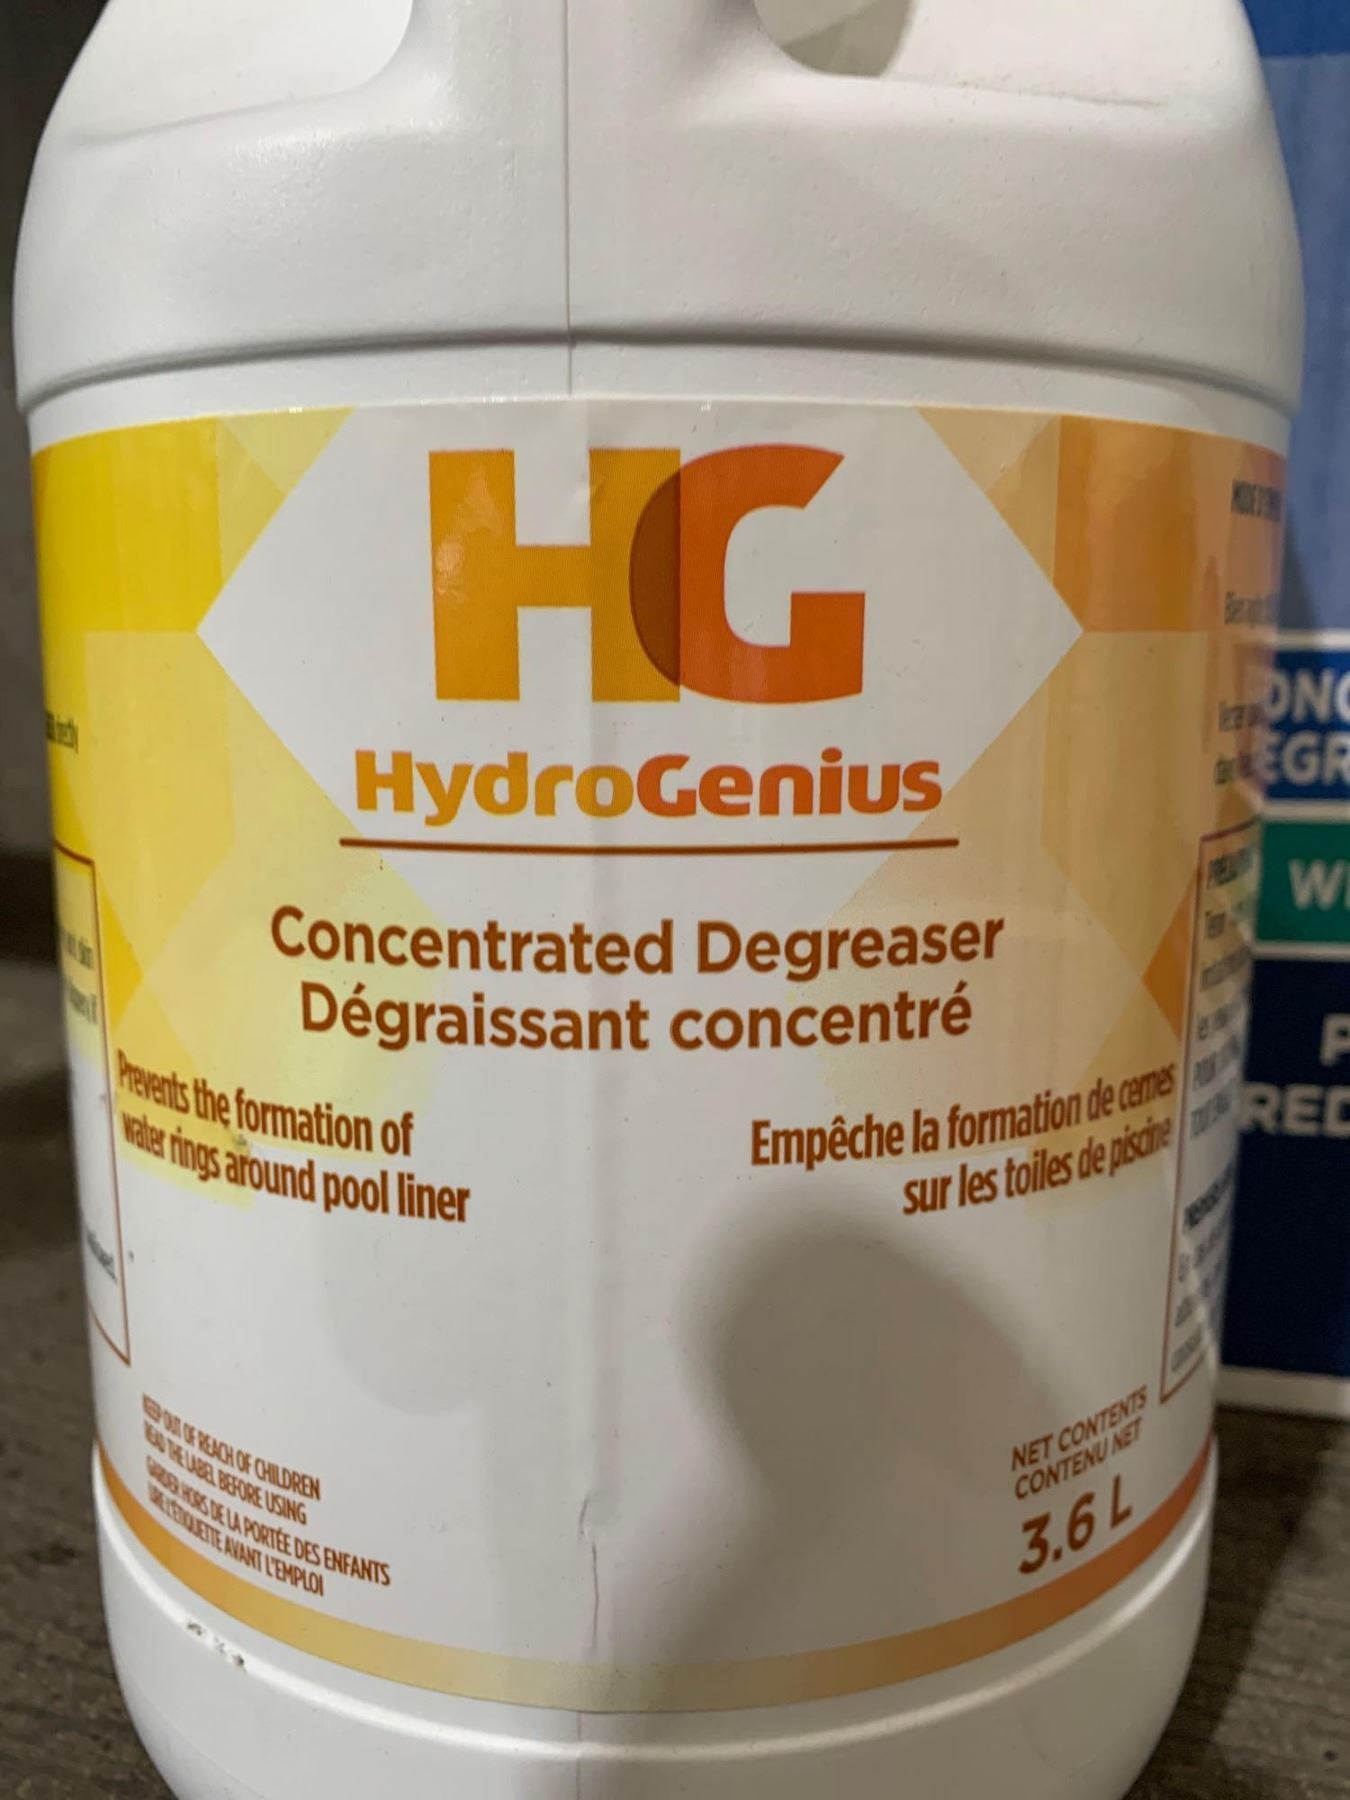 HG
HydroGenius
Concentrated Degreaser
Dégraissant concentré
Prevents the formation of
water rings around pool liner
Empêche la formation de cernes
sur les toiles de piscine
KEEP OUT OF REACH OF CHILDREN
READ THE LABEL BEFORE USING
GARDER HORS DE LA PORTÉE DES ENFANTS
LIRE L'ÉTIQUETTE AVANT L'EMPLOI
NET CONTENTS
CONTENU NET
3.6 L
directly
skin